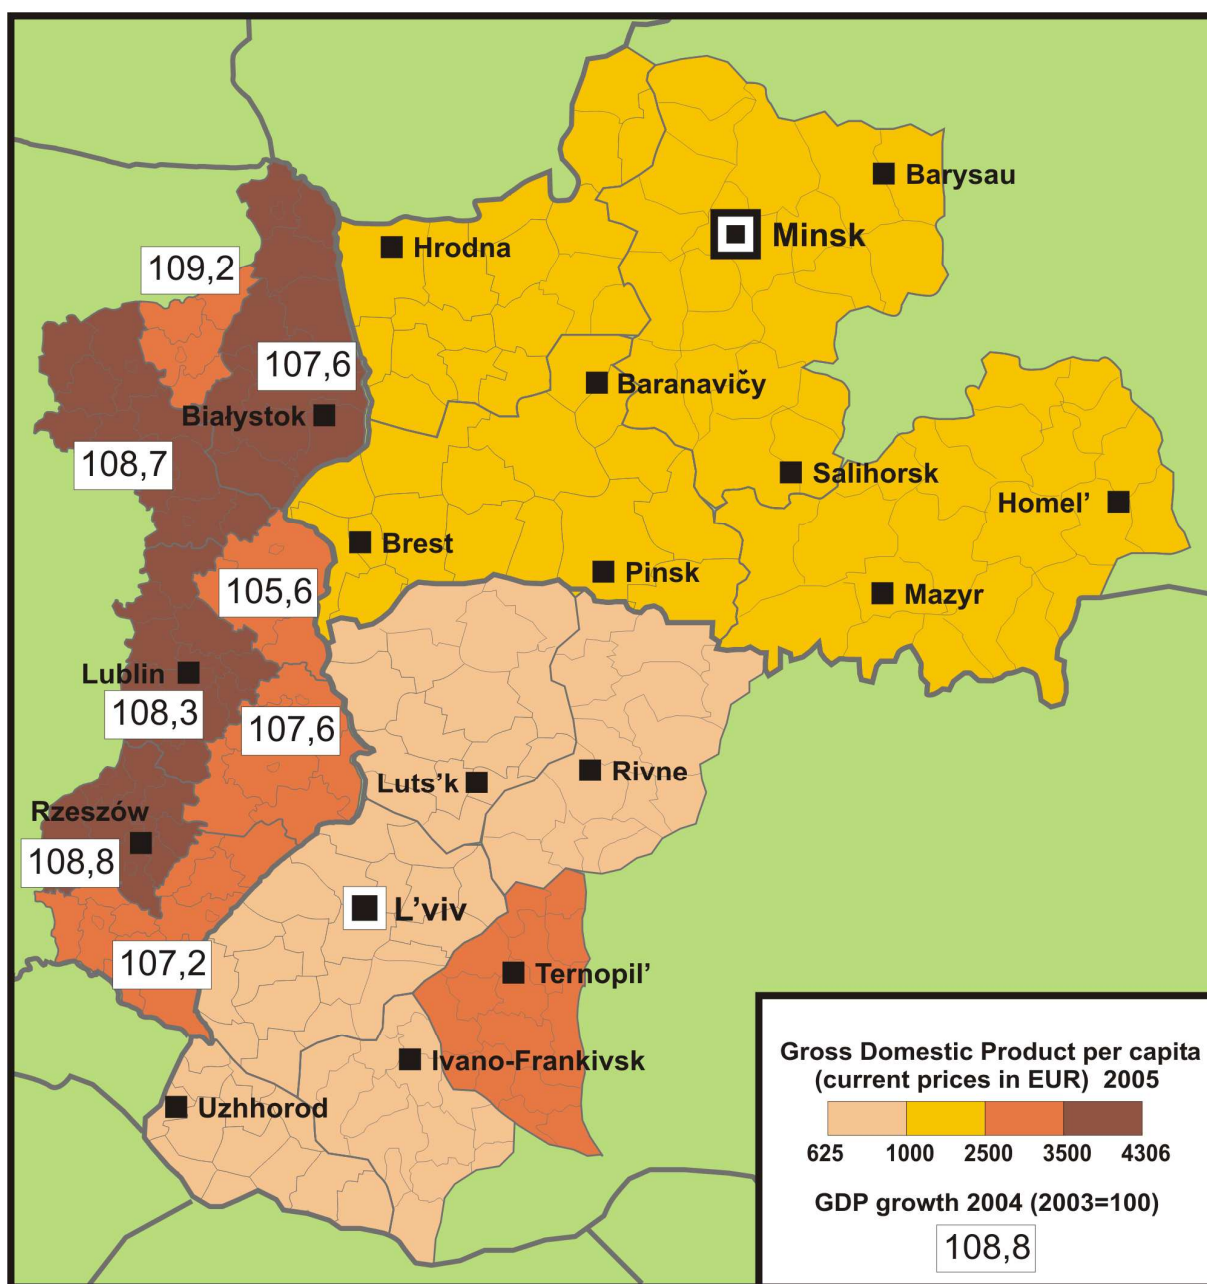 Barysau
Minsk
Hrodna
109,2
107,6
Baranavičy
Białystok
108,7
Salihorsk
Homel’
Brest
Pinsk
105,6
Mazyr
Lublin
108,3
107,6
Luts’k
Rivne
Rzeszów
108,8
L’viv
107,2
Ternopil’
Ivano-Frankivsk
Uzhhorod
Gross Domestic Product per capita
(current prices in EUR) 2005
625 1000 2500 3500 4306
GDP growth 2004 (2003=100)
108,8